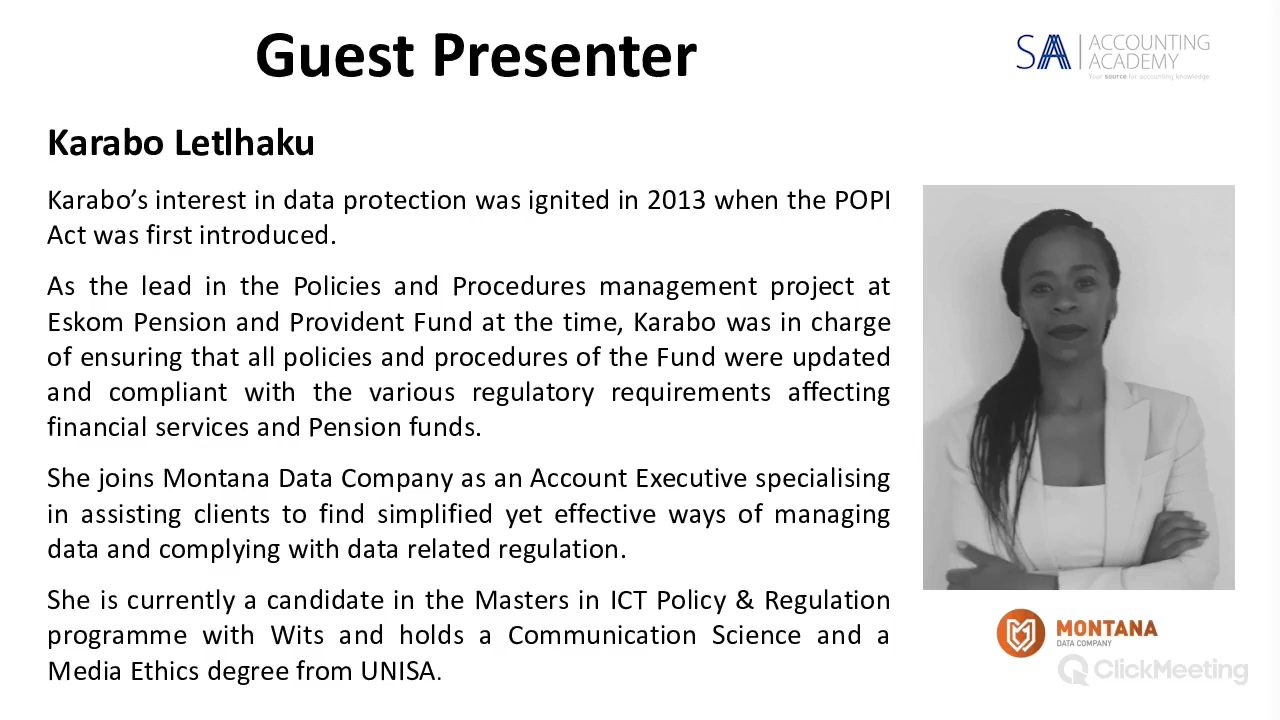 Guest Presenter
SAA ACCOUNTING
ACADEMY
Your source for accounting knowledge
Karabo Letlhaku
Karabo’s interest in data protection was ignited in 2013 when the POPI
Act was first introduced.
As the lead in the Policies and Procedures management project at
Eskom Pension and Provident Fund at the time, Karabo was in charge
of ensuring that all policies and procedures of the Fund were updated
and compliant with the various regulatory requirements affecting
financial services and Pension funds.
She joins Montana Data Company as an Account Executive specialising
in assisting clients to find simplified yet effective ways of managing
data and complying with data related regulation.
She is currently a candidate in the Masters in ICT Policy & Regulation
programme with Wits and holds a Communication Science and a
Media Ethics degree from UNISA.
MONTANA
DATA COMPANY
ClickMeeting